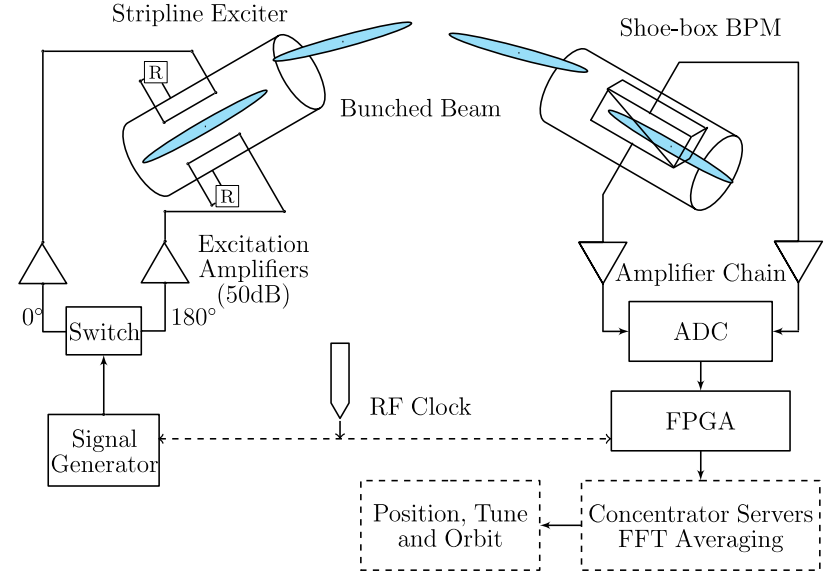 Stripline Exciter
Shoe-box BPM
R
Bunched Beam
R
Excitation
Amplifiers
(50dB)
Amplifier Chain
0°
180°
Switch
ADC
RF Clock
FPGA
Signal
Generator
Position, Tune
and Orbit
Concentrator Servers
FFT Averaging